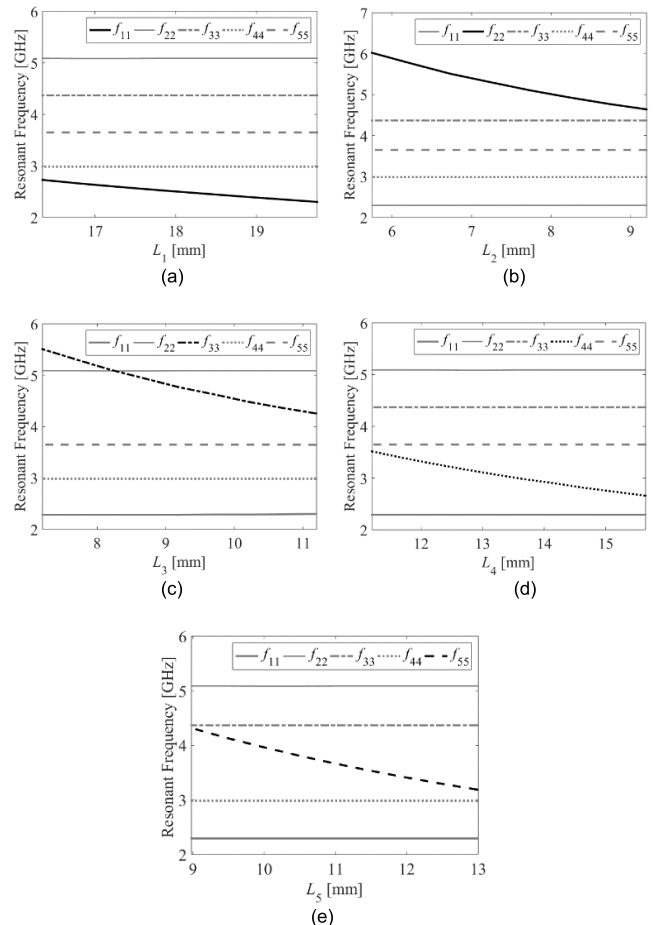 f11 f22 f33 f44 f55
Resonant Frequency [GHz]
6
5
4
3
2
17 18 19
L1 [mm]
(a)
f11 f22 f33 f44 f55
Resonant Frequency [GHz]
7
6
5
4
3
2
6 7 8 9
L2 [mm]
(b)
f11 f22 f33 f44 f55
Resonant Frequency [GHz]
6
5
4
3
2
8 9 10 11
L3 [mm]
(c)
f11 f22 f33 f44 f55
Resonant Frequency [GHz]
6
5
4
3
2
12 13 14 15
L4 [mm]
(d)
f11 f22 f33 f44 f55
Resonant Frequency [GHz]
6
5
4
3
2
9 10 11 12 13
L5 [mm]
(e)